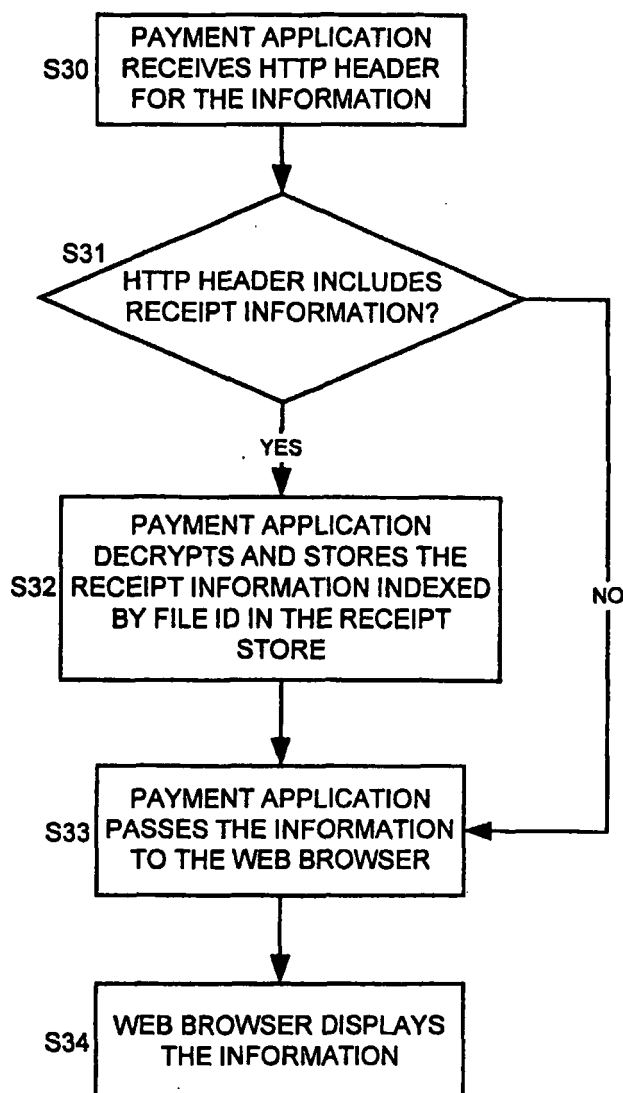 PAYMENT APPLICATION
S30 RECEIVES HTTP HEADER
FOR THE INFORMATION
S31
HTTP HEADER INCLUDES
RECEIPT INFORMATION?
YES
PAYMENT APPLICATION
DECRYPTS AND STORES THE
S32 RECEIPT INFORMATION INDEXED
BY FILE ID IN THE RECEIPT
STORE
NO
PAYMENT APPLICATION
S33 PASSES THE INFORMATION
TO THE WEB BROWSER
WEB BROWSER DISPLAYS
S34 THE INFORMATION